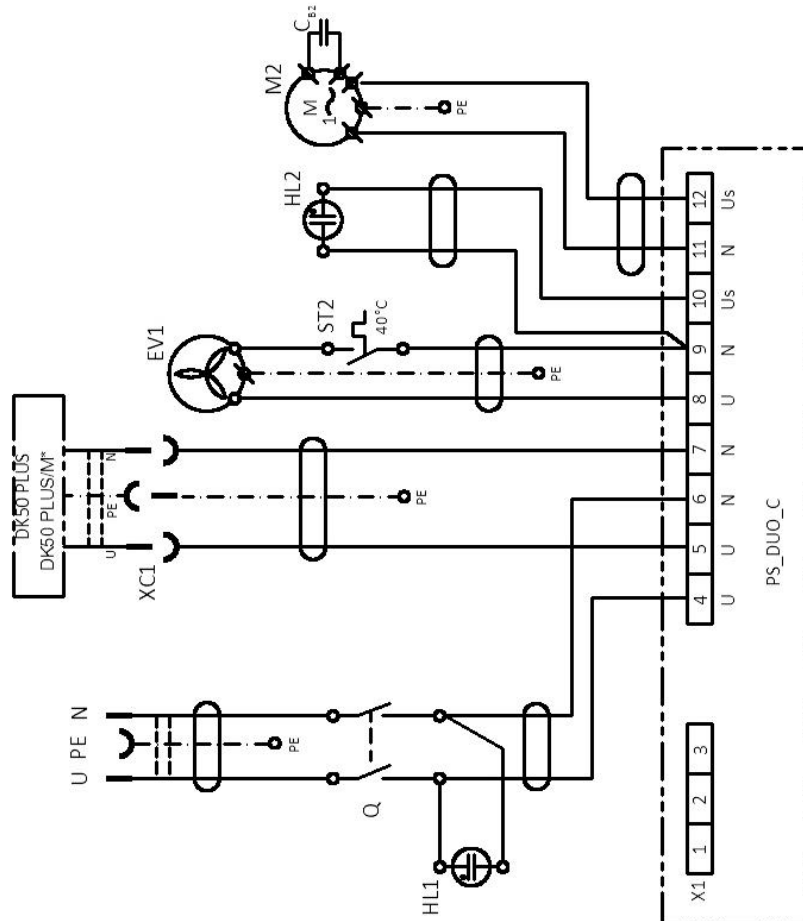 DK50 PLUS
DK50 PLUS/M*
U
PE
N
XC1
PE
U PE N
PE
Q
HL1
EV1
ST2
40°C
PE
HL2
M2
M
1~
CB2
PE
X1
1
2
3
4
5
6
7
8
9
10
11
12
U
U
N
N
U
N
Us
N
Us
PS_DUO_C